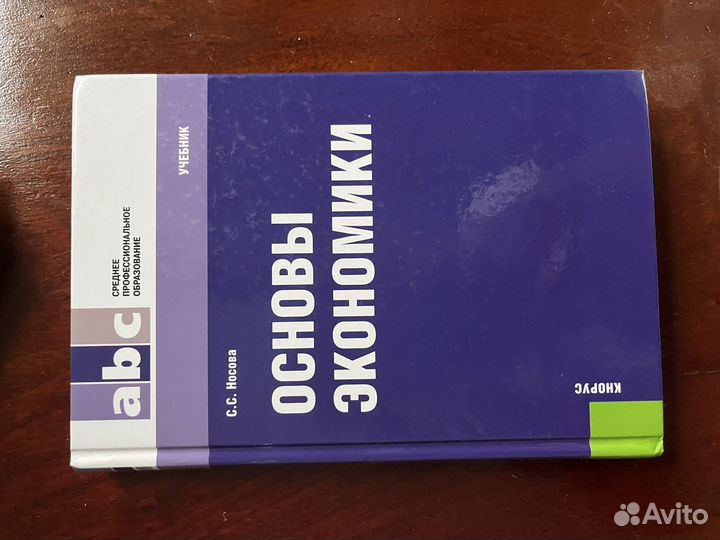 abc
СРЕДНЕЕ
ПРОФЕССИОНАЛЬНОЕ
ОБРАЗОВАНИЕ
УЧЕБНИК
С.С. Носова
ОСНОВЫ
ЭКОНОМИКИ
КНОРУС
Avito